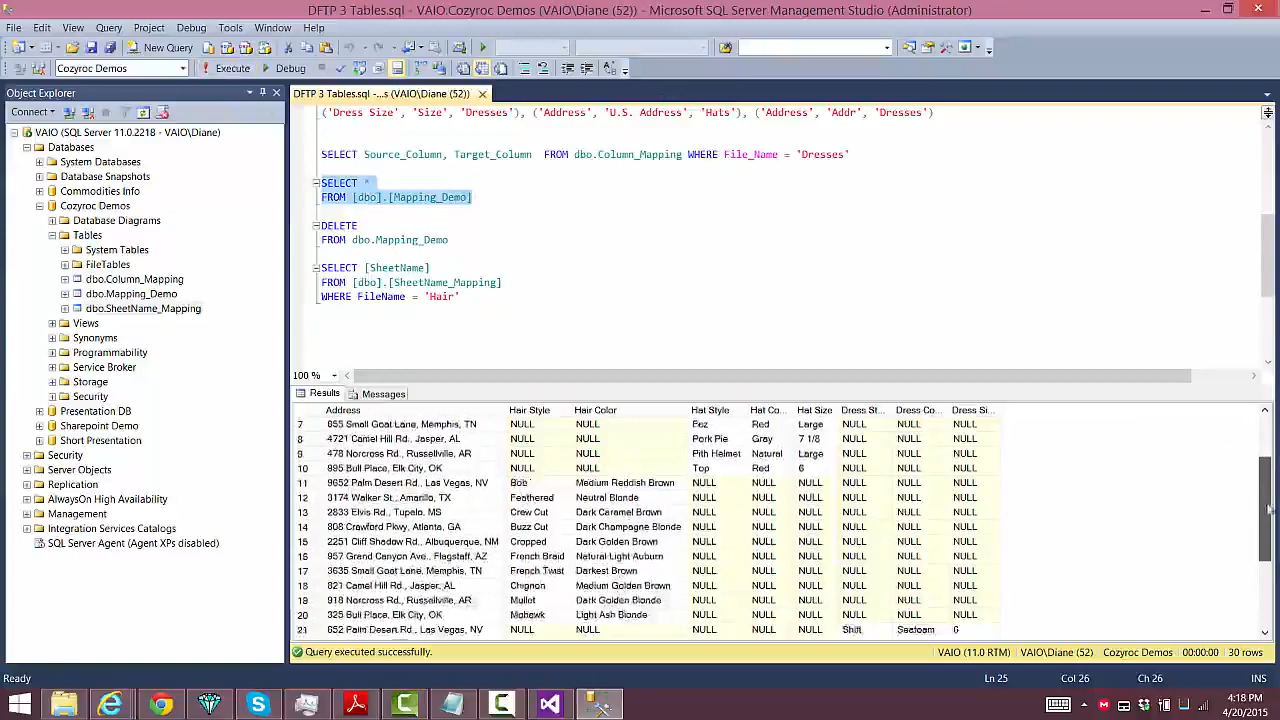 DFTP 3 Tables.sql - VAIO.Cozyroc Demos (VAIO\Diane (52)) - Microsoft SQL Server Management Studio (Administrator)
File Edit View Query Project Debug Tools Window Help
New Query
Cozyroc Demos Execute Debug
Object Explorer
Connect
VAIO (SQL Server 11.0.2218 - VAIO\Diane)
Databases
System Databases
Database Snapshots
Commodities Info
Cozyroc Demos
Database Diagrams
Tables
System Tables
FileTables
dbo.Column_Mapping
dbo.Mapping_Demo
dbo.SheetName_Mapping
Views
Synonyms
Programmability
Service Broker
Storage
Security
Presentation DB
Sharepoint Demo
Short Presentation
Security
Server Objects
Replication
AlwaysOn High Availability
Management
Integration Services Catalogs
SQL Server Agent (Agent XPs disabled)
DFTP 3 Tables.sql -...s (VAIO\Diane (52))
('Dress Size', 'Size', 'Dresses'), ('Address', 'U.S. Address', 'Hats'), ('Address', 'Addr', 'Dresses')
SELECT Source_Column, Target_Column FROM dbo.Column_Mapping WHERE File_Name = 'Dresses'
SELECT *
FROM [dbo].[Mapping_Demo]
DELETE
FROM dbo.Mapping_Demo
SELECT [SheetName]
FROM [dbo].[SheetName_Mapping]
WHERE FileName = 'Hair'
100 %
Results Messages
Address Hair Style Hair Color Hat Style Hat Co... Hat Size Dress St... Dress Co... Dress Si...
7 855 Small Goat Lane, Memphis, TN NULL NULL Fez Red Large NULL NULL NULL
8 4721 Camel Hill Rd., Jasper, AL NULL NULL Pork Pie Gray 7 1/8 NULL NULL NULL
9 478 Norcross Rd., Russellville, AR NULL NULL Pith Helmet Natural Large NULL NULL NULL
10 995 Bull Place, Elk City, OK NULL NULL Top Red 6 NULL NULL NULL
11 9652 Palm Desert Rd., Las Vegas, NV Bob Medium Reddish Brown NULL NULL NULL NULL NULL NULL
12 3174 Walker St., Amarillo, TX Feathered Neutral Blonde NULL NULL NULL NULL NULL NULL
13 2833 Elvis Rd., Tupelo, MS Crew Cut Dark Caramel Brown NULL NULL NULL NULL NULL NULL
14 808 Crawford Pkwy, Atlanta, GA Buzz Cut Dark Champagne Blonde NULL NULL NULL NULL NULL NULL
15 2251 Cliff Shadow Rd., Albuquerque, NM Cropped Dark Golden Brown NULL NULL NULL NULL NULL NULL
16 957 Grand Canyon Ave., Flagstaff, AZ French Braid Natural Light Auburn NULL NULL NULL NULL NULL NULL
17 3635 Small Goat Lane, Memphis, TN French Twist Darkest Brown NULL NULL NULL NULL NULL NULL
18 821 Camel Hill Rd., Jasper, AL Chignon Medium Golden Brown NULL NULL NULL NULL NULL NULL
19 918 Norcross Rd., Russellville, AR Mullet Dark Golden Blonde NULL NULL NULL NULL NULL NULL
20 325 Bull Place, Elk City, OK Mohawk Light Ash Brown NULL NULL NULL NULL NULL NULL
21 652 Palm Desert Rd., Las Vegas, NV NULL NULL NULL NULL NULL Shift Seafoam 6
Query executed successfully. VAIO (11.0 RTM) VAIO\Diane (52) Cozyroc Demos 00:00:00 30 rows
Ready Ln 25 Col 26 Ch 26 INS
4:18 PM
4/20/2015